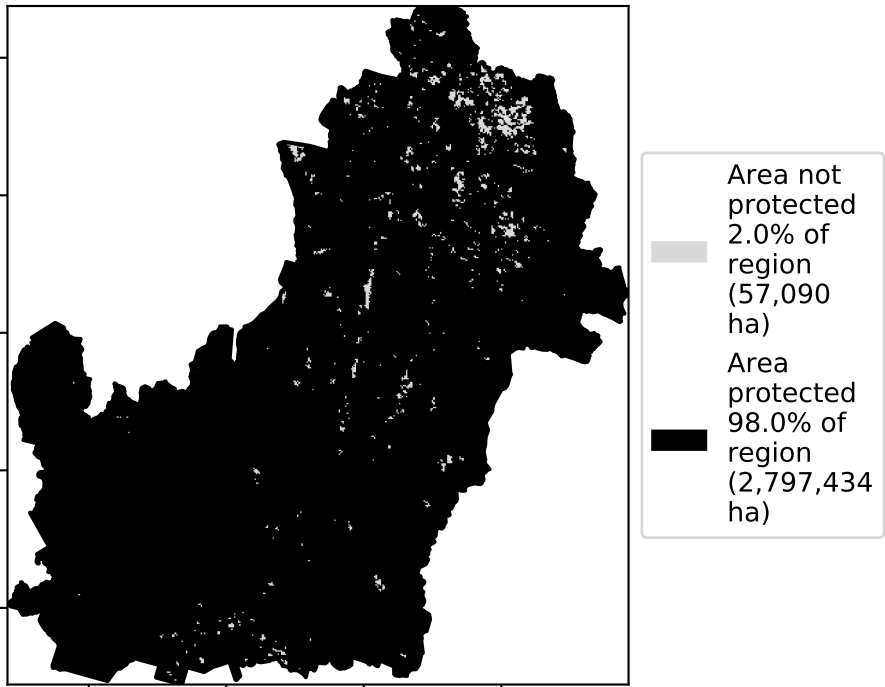 Area not
protected
2.0% of
region
(57,090
ha)
Area
protected
98.0% of
region
(2,797,434
ha)